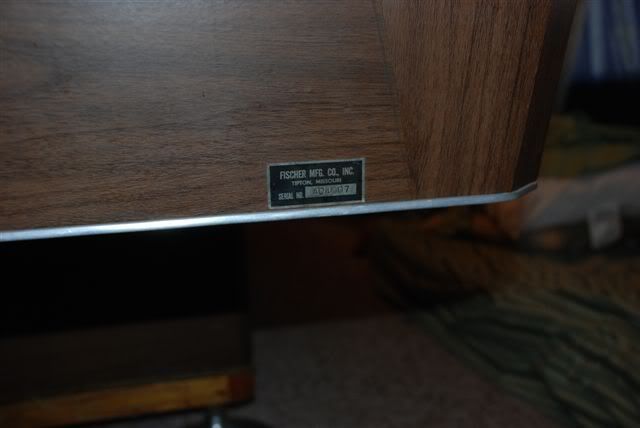 FISCHER MFG. CO., INC.
TIPTON, MISSOURI
SERIAL NO.